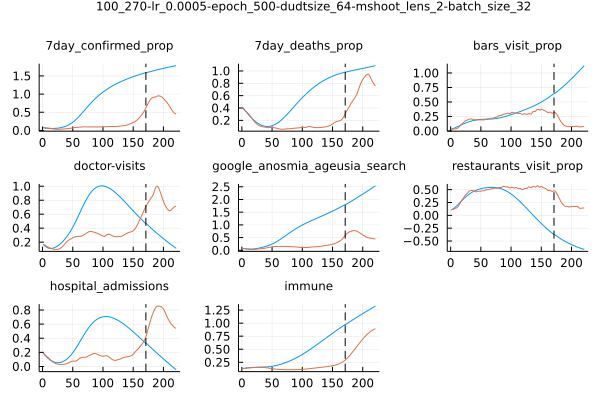 100_270-lr_0.0005-epoch_500-dudtsize_64-mshoot_lens_2-batch_size_32
7day_confirmed_prop 7day_deaths_prop bars_visit_prop
1.5 1.0 0.5 0.0
0 50 100 150 200
1.0 0.8 0.6 0.4 0.2
0 50 100 150 200
1.00 0.75 0.50 0.25 0.00
0 50 100 150 200
doctor-visits google_anosmia_ageusia_search restaurants_visit_prop
1.0 0.8 0.6 0.4 0.2
0 50 100 150 200
2.5 2.0 1.5 1.0 0.5 0.0
0 50 100 150 200
0.50 0.25 0.00 −0.25 −0.50
0 50 100 150 200
hospital_admissions immune
0.8 0.6 0.4 0.2 0.0
0 50 100 150 200
1.25 1.00 0.75 0.50 0.25
0 50 100 150 200